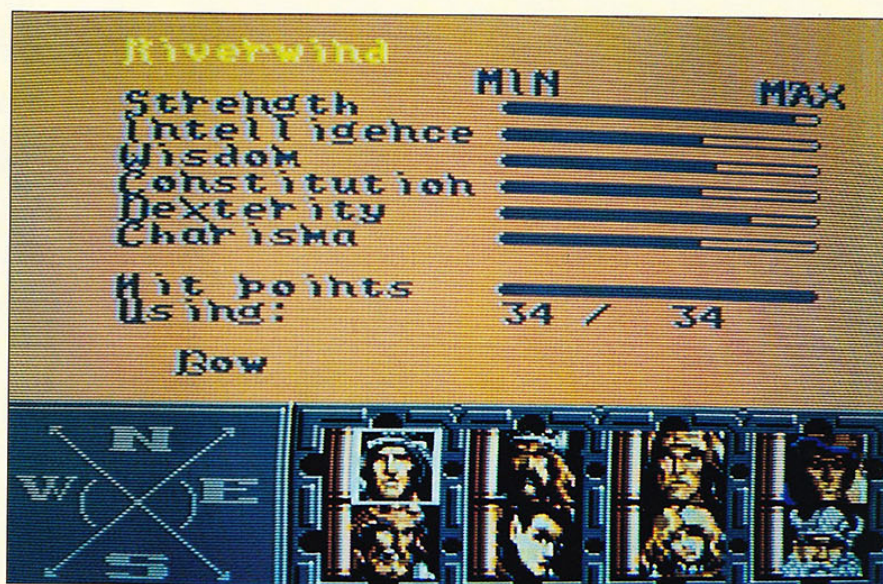 Riverwind
MIN MAX
Strength
Intelligence
Wisdom
Constitution
Dexterity
Charisma
Hit points
Using: 34 / 34
Bow
N
W E
S